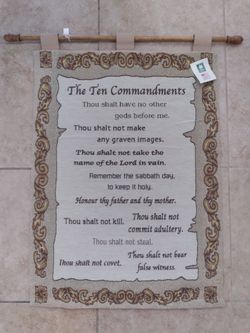 The Ten Commandments
Thou shalt have no other
gods before me.
Thou shalt not make
any graven images.
Thou shalt not take the
name of the Lord in vain.
Remember the sabbath day,
to keep it holy.
Honour thy father and thy mother.
Thou shalt not kill.
Thou shalt not
commit adultery.
Thou shalt not steal.
Thou shalt not covet.
Thou shalt not bear
false witness.